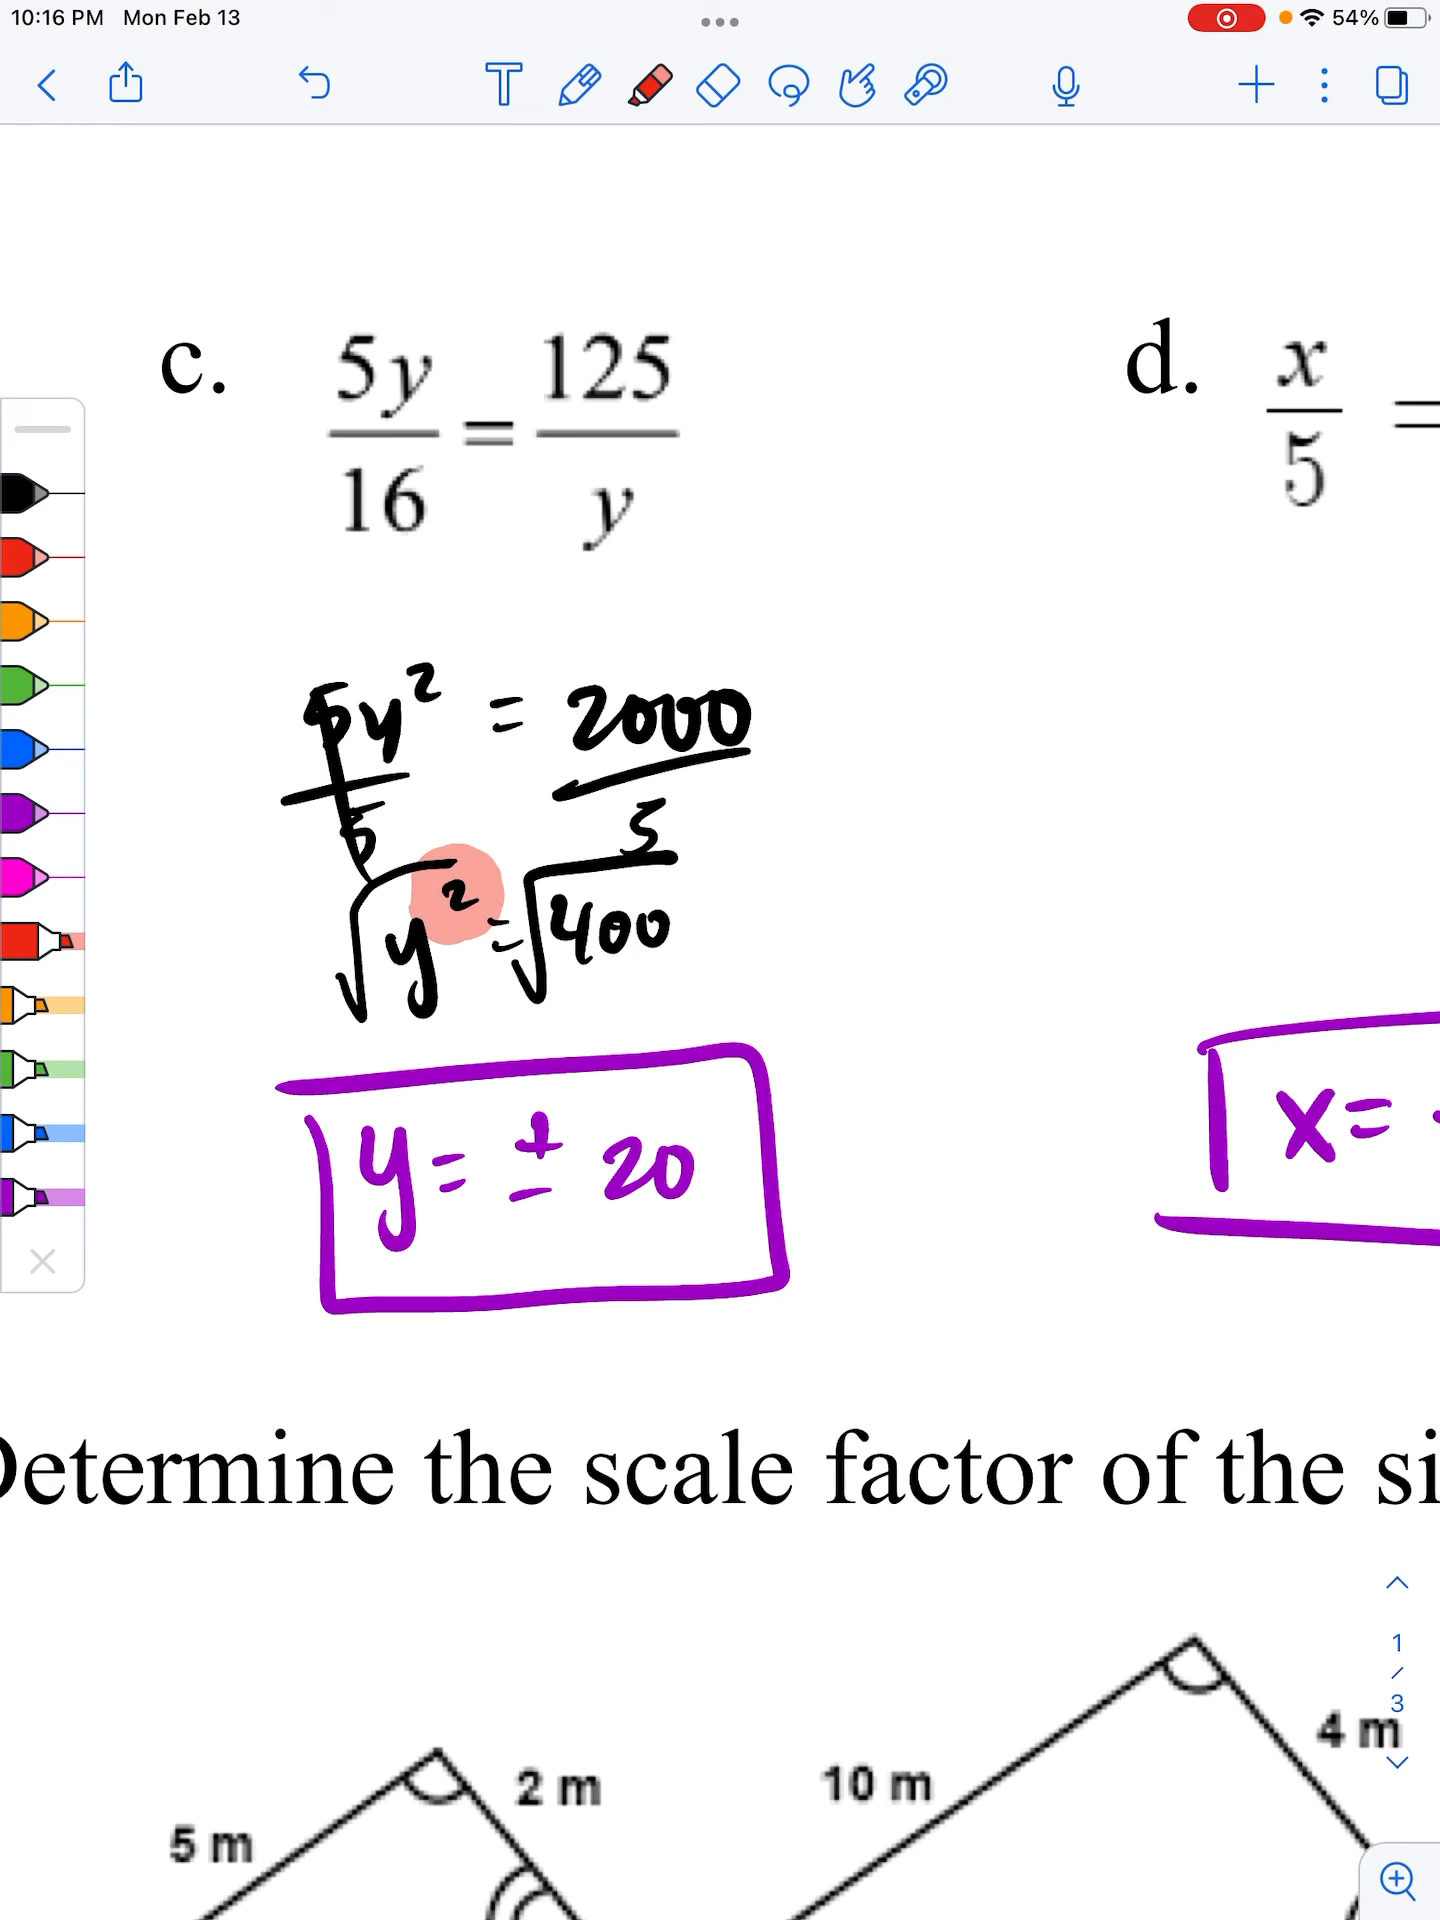 10:16 PM Mon Feb 13
54%
c. 5y/16 = 125/y
d. x/5 =
5y² = 2000
5 5
√y² = √400
y = ± 20
x =
Determine the scale factor of the si
1
/
3
4 m
10 m
2 m
5 m